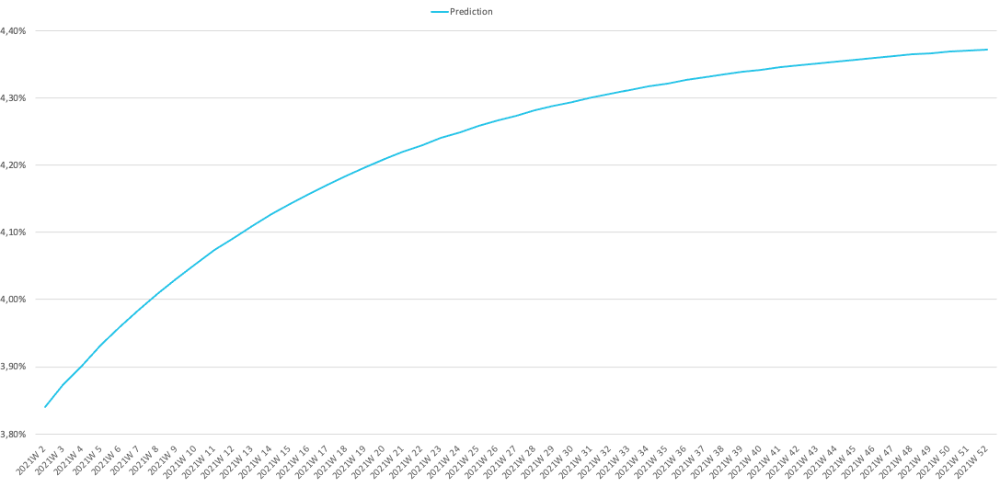 Prediction
4,40%
4,30%
4,20%
4,10%
4,00%
3,90%
3,80%
2021W 2
2021W 3
2021W 4
2021W 5
2021W 6
2021W 7
2021W 8
2021W 9
2021W 10
2021W 11
2021W 12
2021W 13
2021W 14
2021W 15
2021W 16
2021W 17
2021W 18
2021W 19
2021W 20
2021W 21
2021W 22
2021W 23
2021W 24
2021W 25
2021W 26
2021W 27
2021W 28
2021W 29
2021W 30
2021W 31
2021W 32
2021W 33
2021W 34
2021W 35
2021W 36
2021W 37
2021W 38
2021W 39
2021W 40
2021W 41
2021W 42
2021W 43
2021W 44
2021W 45
2021W 46
2021W 47
2021W 48
2021W 49
2021W 50
2021W 51
2021W 52